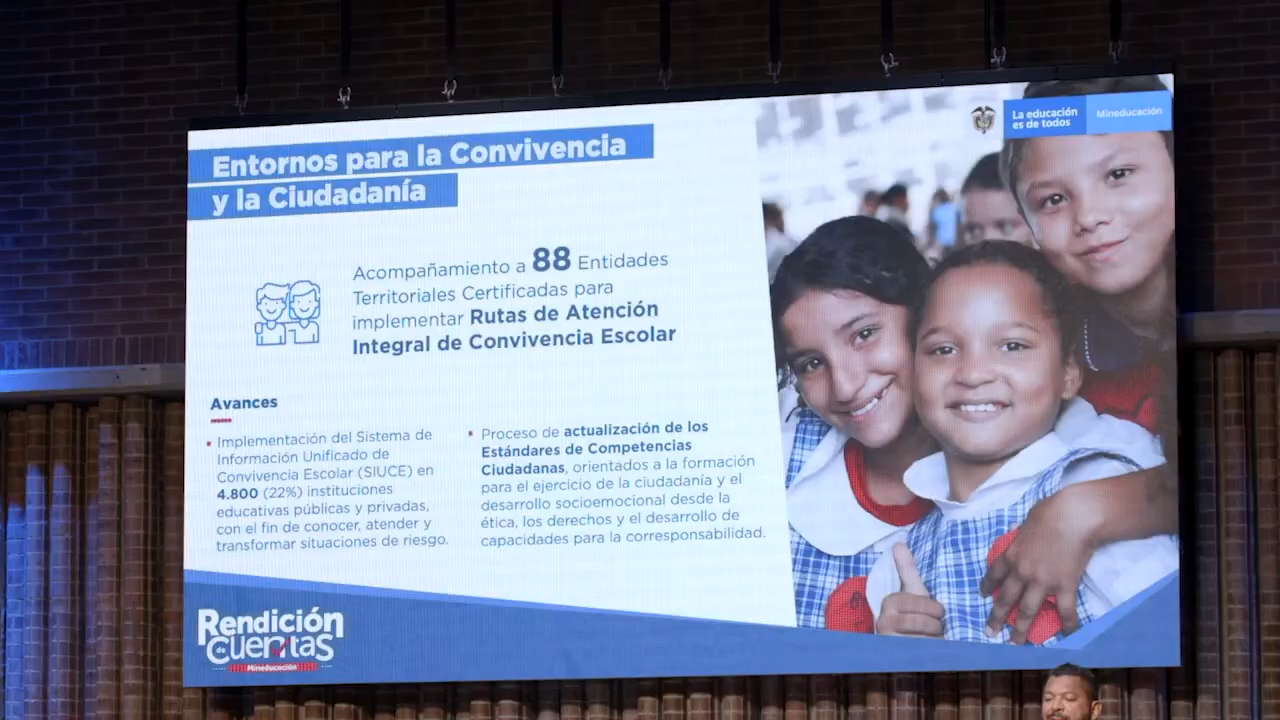 La educación
es de todos
Mineducación
Entornos para la Convivencia
y la Ciudadanía
Acompañamiento a 88 Entidades
Territoriales Certificadas para
implementar Rutas de Atención
Integral de Convivencia Escolar
Avances
▪ Implementación del Sistema de
Información Unificado de
Convivencia Escolar (SIUCE) en
4.800 (22%) instituciones
educativas públicas y privadas,
con el fin de conocer, atender y
transformar situaciones de riesgo.
▪ Proceso de actualización de los
Estándares de Competencias
Ciudadanas, orientados a la formación
para el ejercicio de la ciudadanía y el
desarrollo socioemocional desde la
ética, los derechos y el desarrollo de
capacidades para la corresponsabilidad.
Rendición
de cuentas
Mineducación